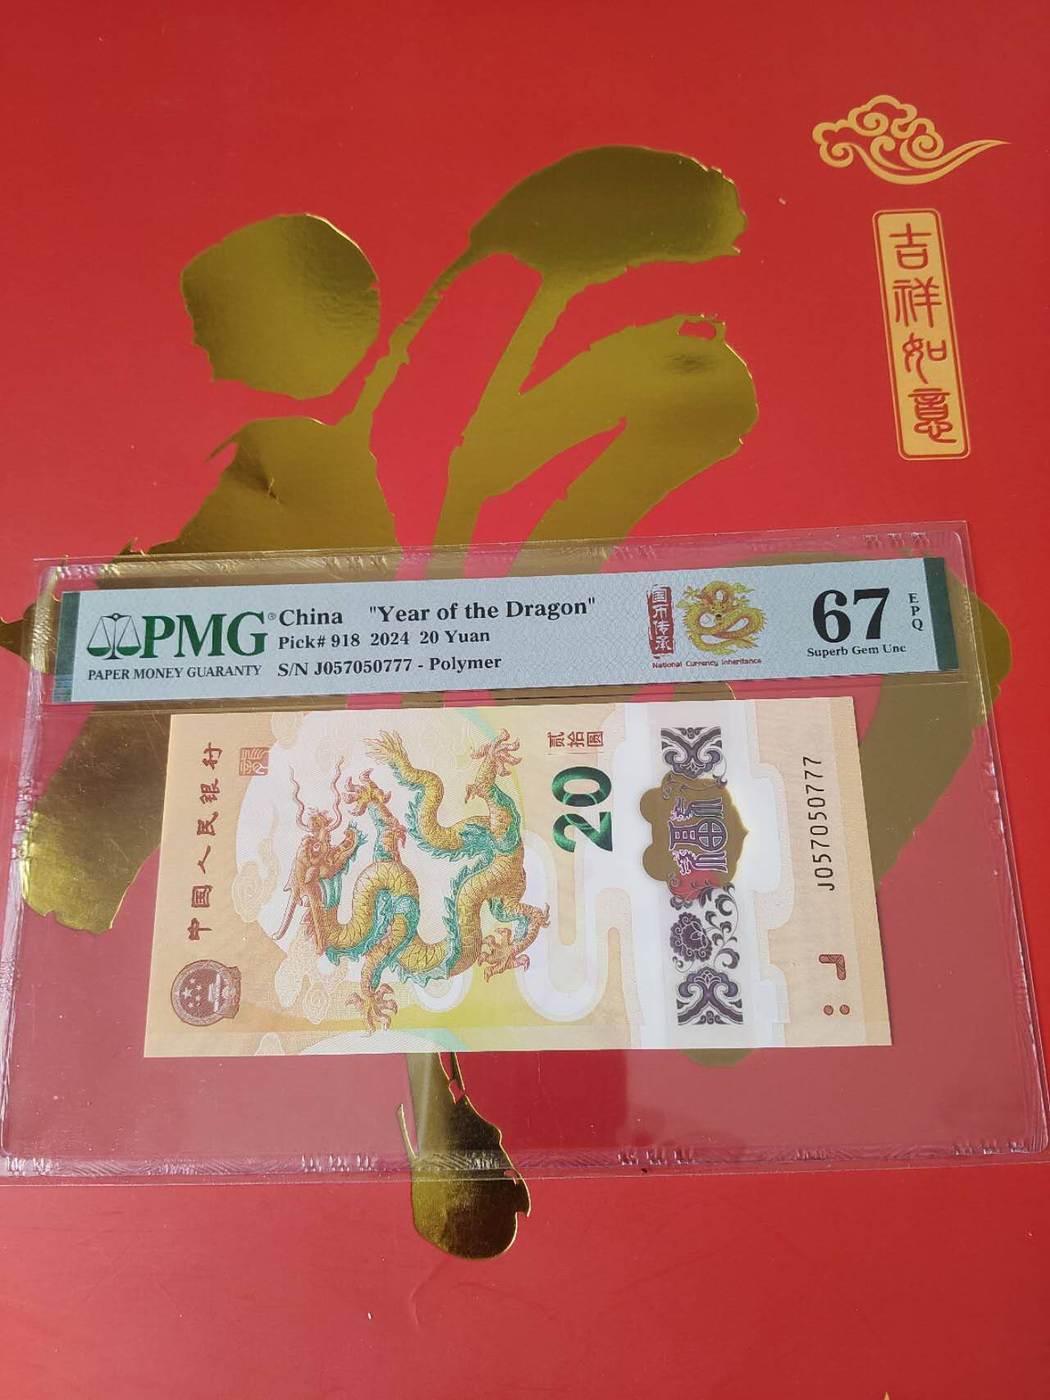 吉祥如意
PMG®
PAPER MONEY GUARANTY
China "Year of the Dragon"
Pick# 918 2024 20 Yuan
S/N J057050777 - Polymer
国币传承
National Currency Inheritance
67
EPQ
Superb Gem Unc
中国人民银行
贰拾圆
20
福
J057050777